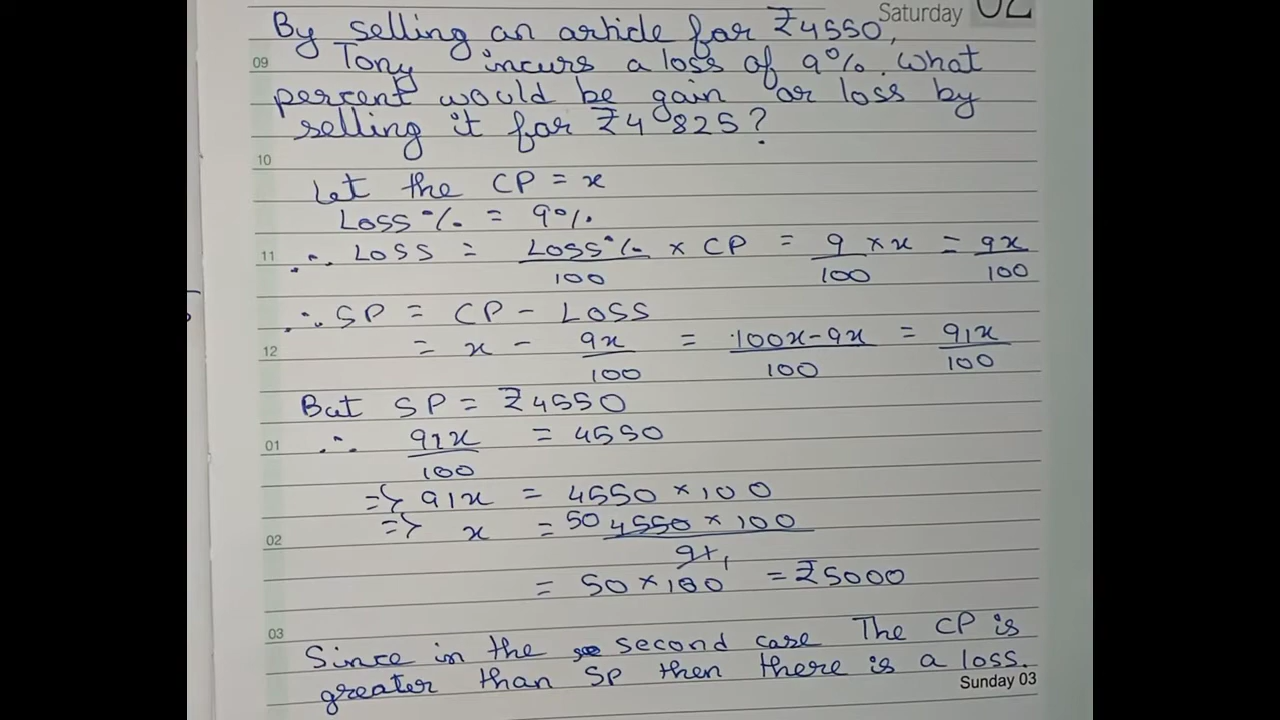 Saturday 02
By selling an article for ₹4550,
09 Tony incurs a loss of 9%. What
percent would be gain or loss by
selling it for ₹4825?
10
Let the CP = x
Loss% = 9%.
11 ∴ LOSS = Loss%/100 × CP = 9/100 × x = 9x/100
∴ SP = CP - LOSS
12 = x - 9x/100 = 100x-9x/100 = 91x/100
But SP = ₹4550
01 ∴ 91x/100 = 4550
=> 91x = 4550 × 100
02 => x = 50 4550 × 100/91 1
= 50 × 100 = ₹5000
03
Since in the second case The CP is
greater than SP then there is a loss.
Sunday 03